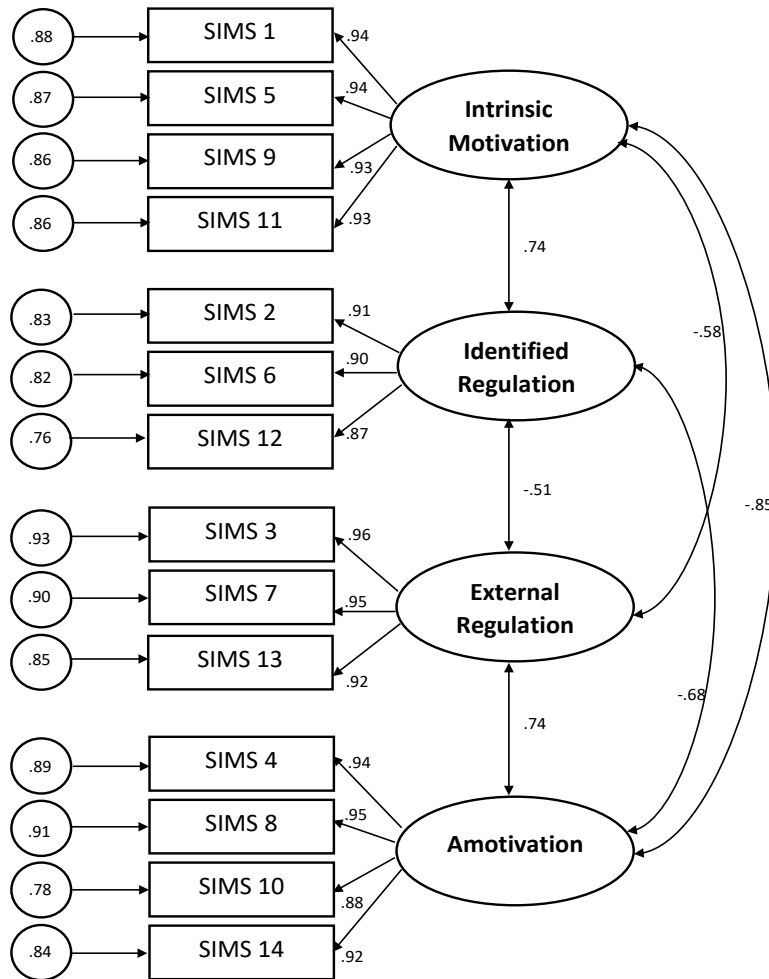 .88
SIMS 1
.94
.87
SIMS 5
.94
Intrinsic
Motivation
.86
SIMS 9
.93
.86
SIMS 11
.93
.74
.83
SIMS 2
.91
Identified
Regulation
-.58
.82
SIMS 6
.90
.76
SIMS 12
.87
-.51
-.85
.93
SIMS 3
.96
External
Regulation
.90
SIMS 7
.95
.85
SIMS 13
.92
.74
-.68
.89
SIMS 4
.94
.91
SIMS 8
.95
Amotivation
.78
SIMS 10
.88
.84
SIMS 14
.92